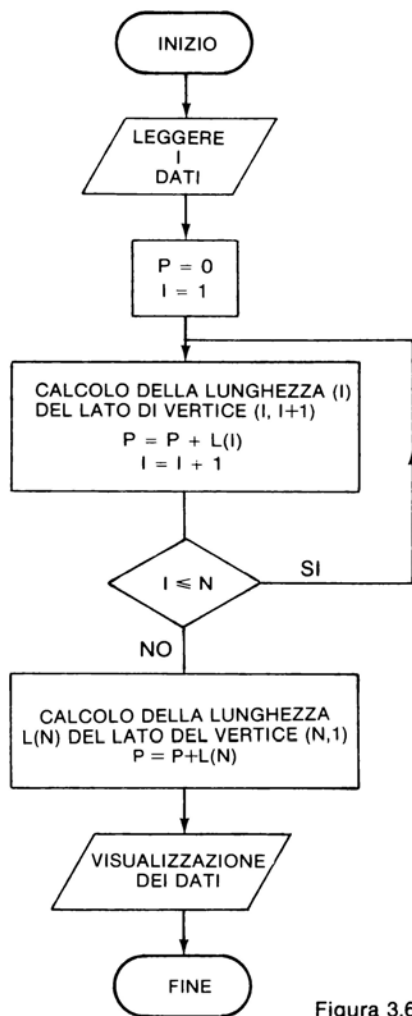 INIZIO
LEGGERE
I
DATI
P = 0
I = 1
CALCOLO DELLA LUNGHEZZA (I)
DEL LATO DI VERTICE (I, I+1)
P = P + L(I)
I = I + 1
I ≤ N
SI
NO
CALCOLO DELLA LUNGHEZZA
L(N) DEL LATO DEL VERTICE (N,1)
P = P+L(N)
VISUALIZZAZIONE
DEI DATI
FINE
Figura 3.6